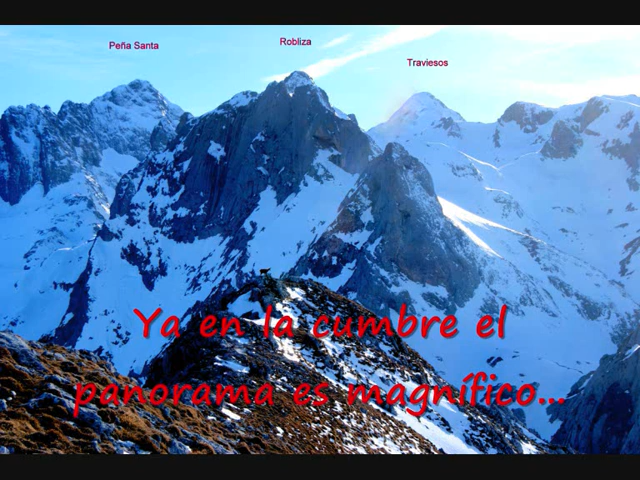 Peña Santa
Robliza
Traviesos
Ya en la cumbre el
panorama es magnífico...